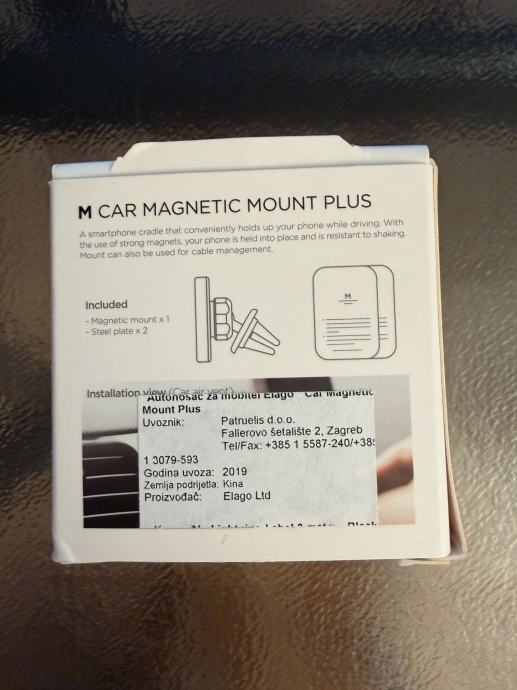 M CAR MAGNETIC MOUNT PLUS
A smartphone cradle that conveniently holds up your phone while driving. With
the use of strong magnets, your phone is held into place and is resistant to shaking.
Mount can also be used for cable management.
Included
- Magnetic mount x 1
- Steel plate x 2
M
Installation view (Car air vent)
Autonosač za mobitel Elago Car Magnetic
Mount Plus
Uvoznik: Patruelis d.o.o.
Fallerovo šetalište 2, Zagreb
Tel/Fax: +385 1 5587-240/+385
1 3079-593
Godina uvoza: 2019
Zemlja podrijetla: Kina
Proizvođač: Elago Ltd